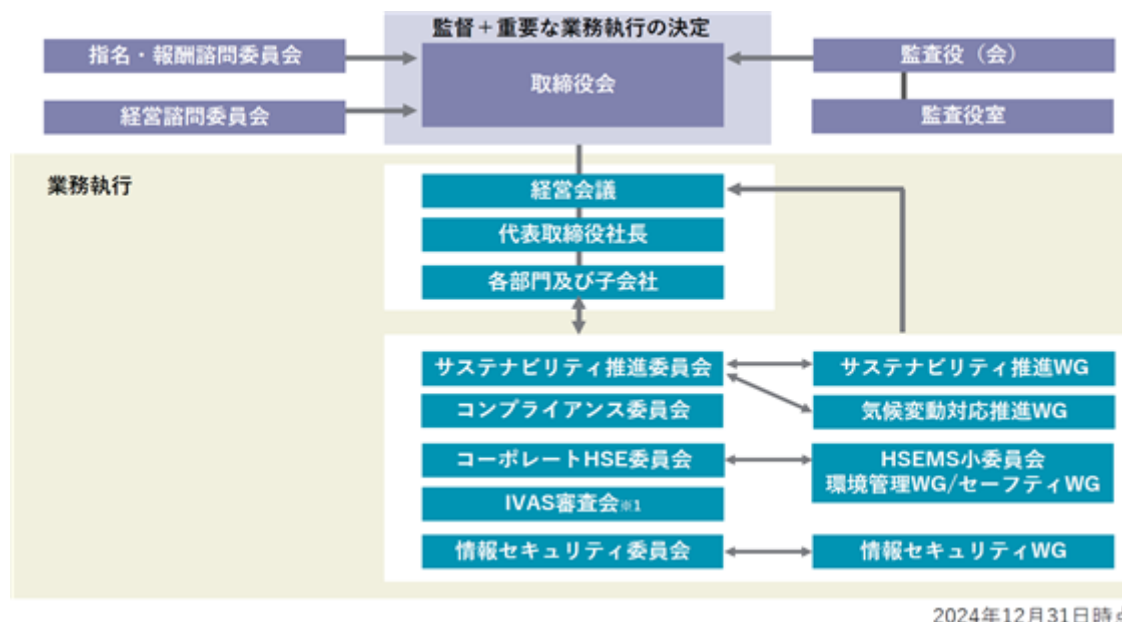 監督＋重要な業務執行の決定
指名・報酬諮問委員会
取締役会
監査役（会）
経営諮問委員会
監査役室
業務執行
経営会議
代表取締役社長
各部門及び子会社
サステナビリティ推進委員会
サステナビリティ推進WG
コンプライアンス委員会
気候変動対応推進WG
コーポレートHSE委員会
HSEMS小委員会
環境管理WG/セーフティWG
IVAS審査会※1
情報セキュリティ委員会
情報セキュリティWG
2024年12月31日時点